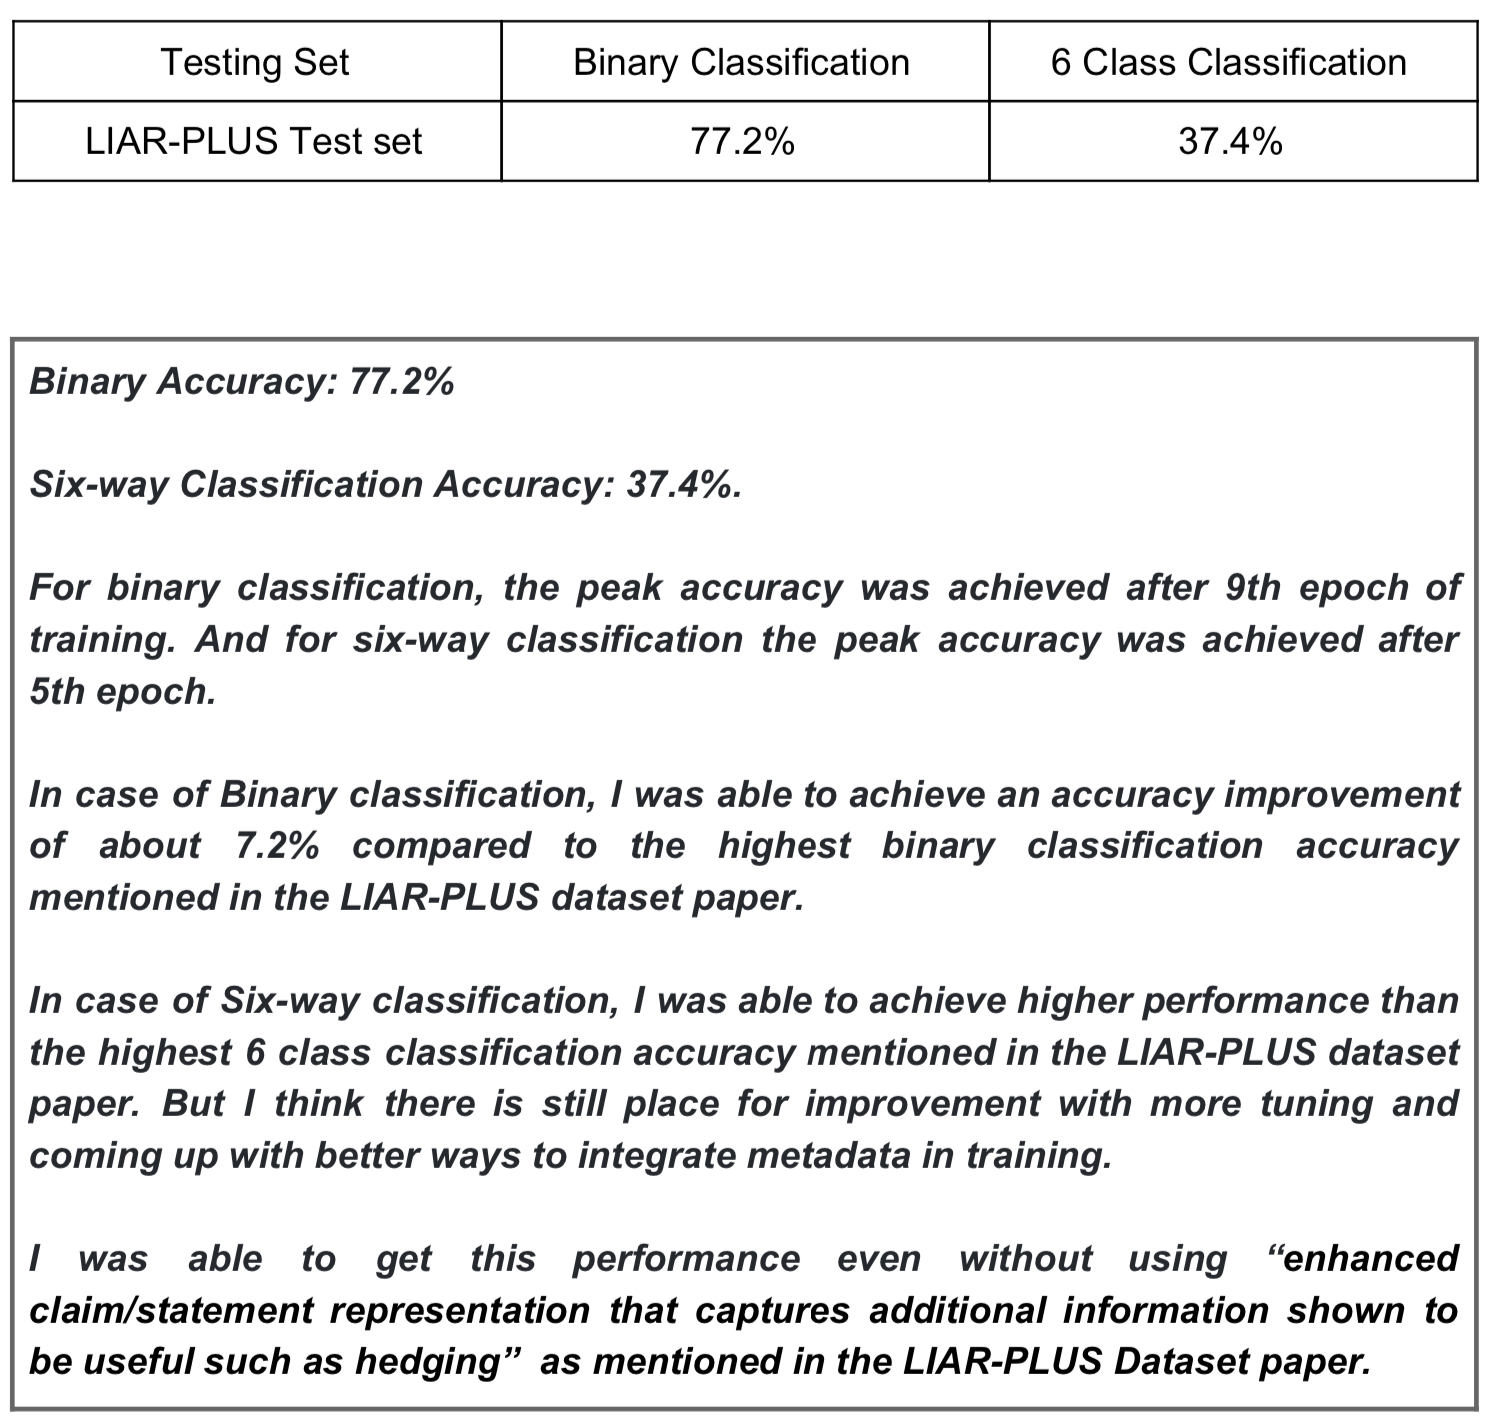 Testing Set Binary Classification 6 Class Classification
LIAR-PLUS Test set 77.2% 37.4%
Binary Accuracy: 77.2%
Six-way Classification Accuracy: 37.4%.
For binary classification, the peak accuracy was achieved after 9th epoch of
training. And for six-way classification the peak accuracy was achieved after
5th epoch.
In case of Binary classification, I was able to achieve an accuracy improvement
of about 7.2% compared to the highest binary classification accuracy
mentioned in the LIAR-PLUS dataset paper.
In case of Six-way classification, I was able to achieve higher performance than
the highest 6 class classification accuracy mentioned in the LIAR-PLUS dataset
paper. But I think there is still place for improvement with more tuning and
coming up with better ways to integrate metadata in training.
I was able to get this performance even without using “enhanced
claim/statement representation that captures additional information shown to
be useful such as hedging” as mentioned in the LIAR-PLUS Dataset paper.